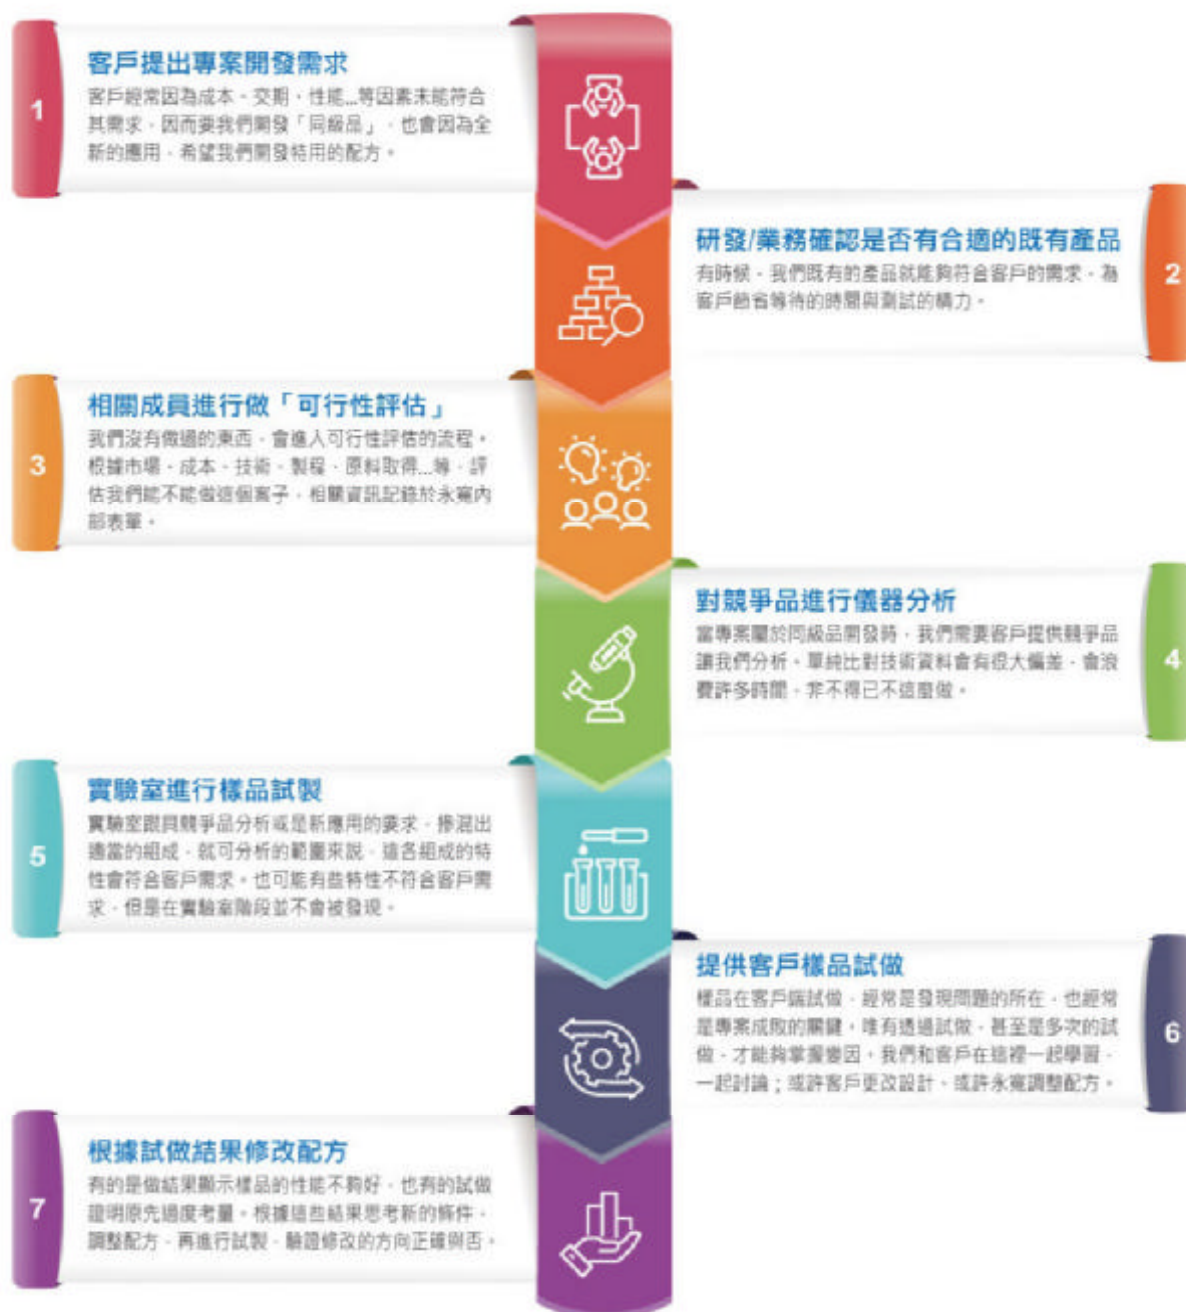 1
客戶提出專案開發需求
客戶經常因為成本、交期、性能...等因素未能符合
其需求,因而要我們開發「同級品」,也會因為全
新的應用,希望我們開發特用的配方。
2
研發/業務確認是否有合適的既有產品
有時候,我們既有的產品就能夠符合客戶的需求,為
客戶節省等待的時間與測試的精力。
3
相關成員進行做「可行性評估」
我們沒有做過的東西,會進入可行性評估的流程。
根據市場、成本、技術、製程、原料取得...等,評
估我們能不能做這個案子,相關資訊記錄於永寬內
部表單。
4
對競爭品進行儀器分析
當專案屬於同級品開發時,我們需要客戶提供競爭品
讓我們分析。單純比對技術資料會有很大偏差,會浪
費許多時間,非不得已不這麼做。
5
實驗室進行樣品試製
實驗室跟具競爭品分析或是新應用的要求,摻混出
適當的組成,就可分析的範圍來說,這各組成的特
性會符合客戶需求。也可能有些特性不符合客戶需
求,但是在實驗室階段並不會被發現。
6
提供客戶樣品試做
樣品在客戶端試做,經常是發現問題的所在,也經常
是專案成敗的關鍵,唯有透過試做,甚至是多次的試
做,才能夠掌握變因。我們和客戶在這裡一起學習,
一起討論;或許客戶更改設計、或許永寬調整配方。
7
根據試做結果修改配方
有的是做結果顯示樣品的性能不夠好,也有的試做
證明原先過度考量。根據這些結果思考新的條件,
調整配方,再進行試製,驗證修改的方向正確與否。